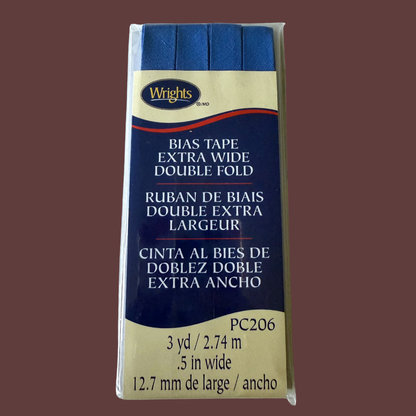 Wrights
BIAS TAPE
EXTRA WIDE
DOUBLE FOLD
RUBAN DE BIAIS
DOUBLE EXTRA
LARGEUR
CINTA AL BIES DE
DOBLEZ DOBLE
EXTRA ANCHO
PC206
3 yd / 2.74 m
.5 in wide
12.7 mm de large / ancho